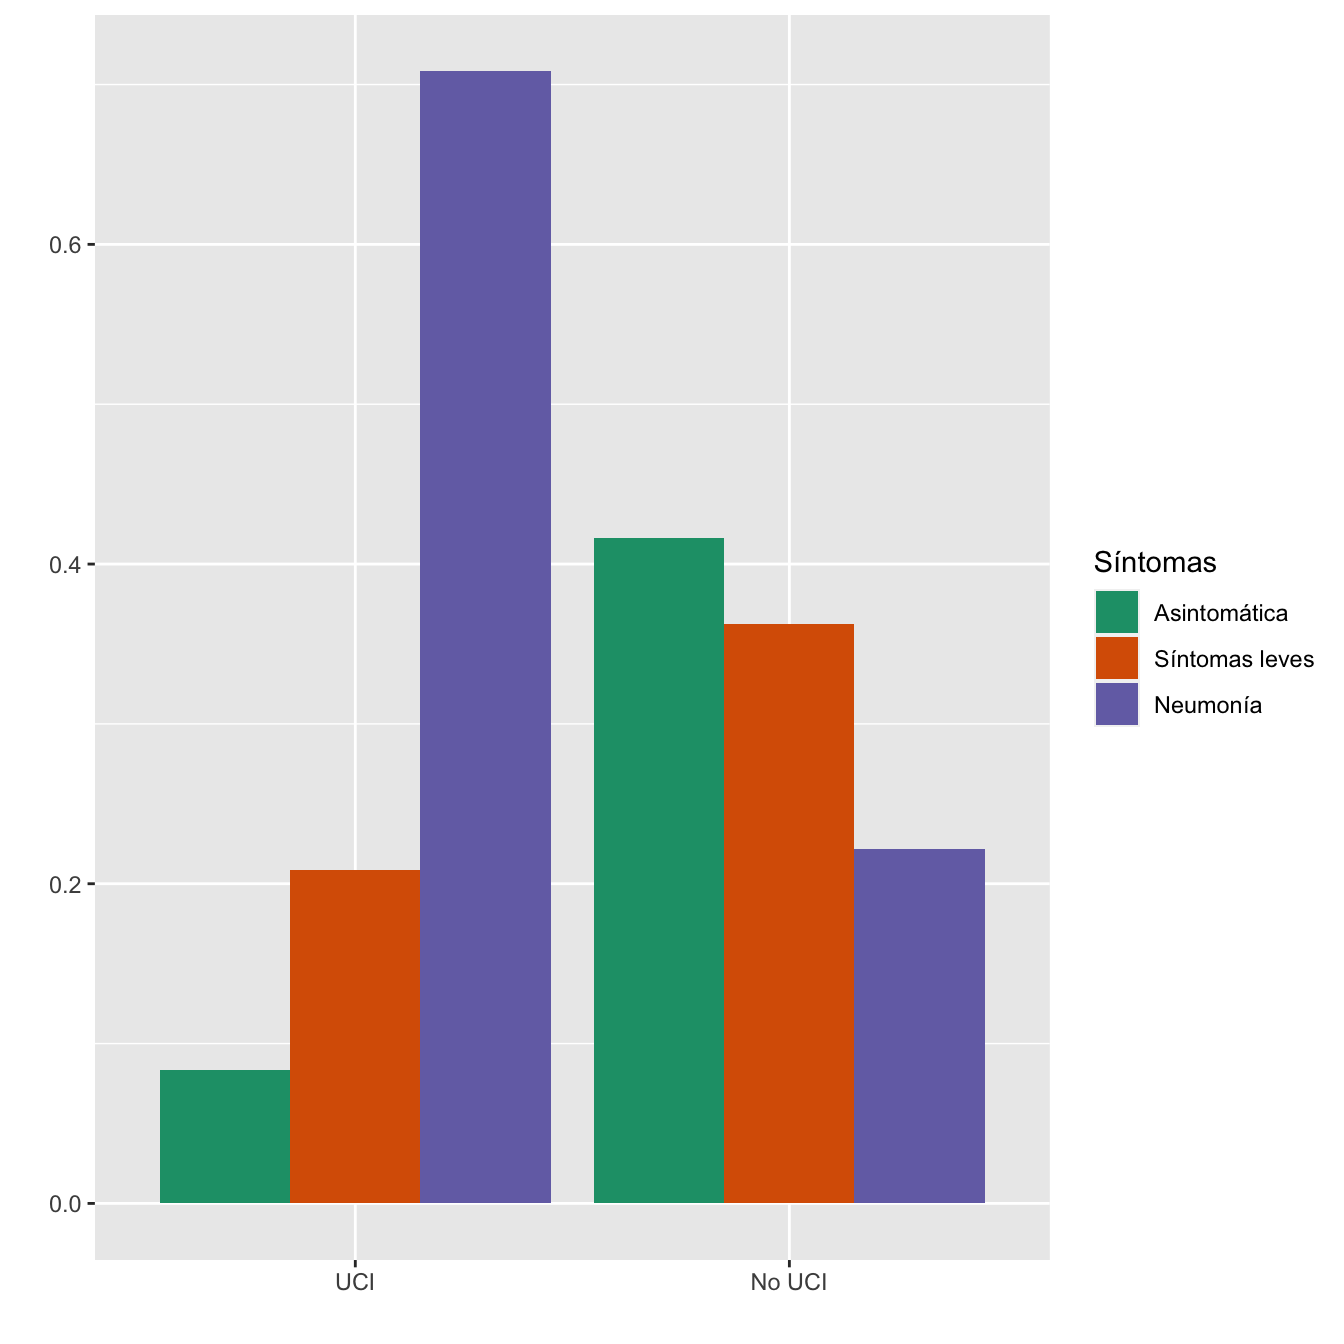 0.6
0.4
0.2
0.0
UCI
No UCI
Síntomas
Asintomática
Síntomas leves
Neumonía